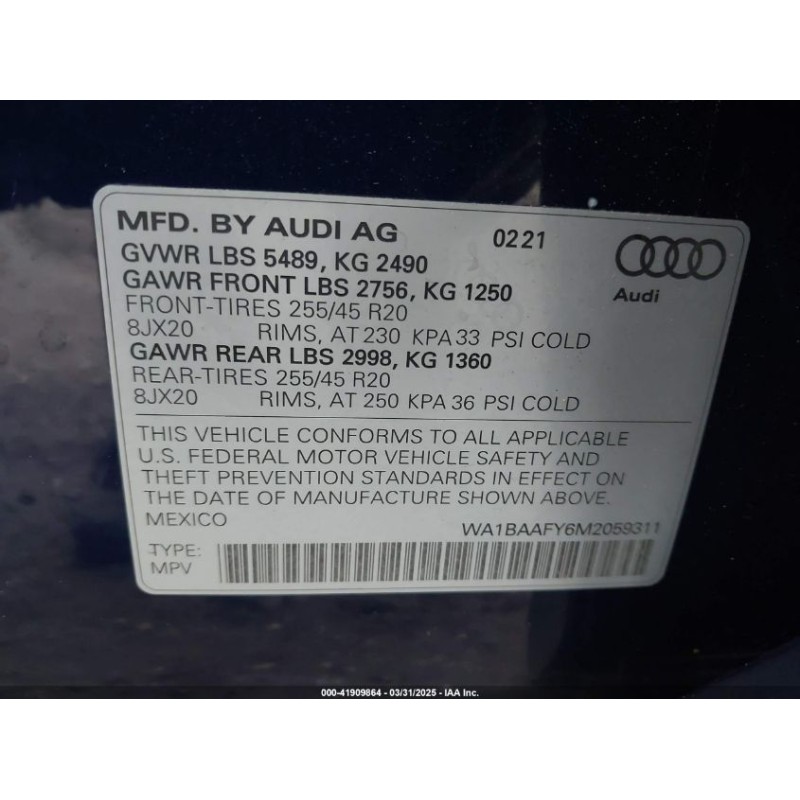 MFD. BY AUDI AG 0221
GVWR LBS 5489, KG 2490
GAWR FRONT LBS 2756, KG 1250
Audi
FRONT-TIRES 255/45 R20
8JX20 RIMS, AT 230 KPA 33 PSI COLD
GAWR REAR LBS 2998, KG 1360
REAR-TIRES 255/45 R20
8JX20 RIMS, AT 250 KPA 36 PSI COLD
THIS VEHICLE CONFORMS TO ALL APPLICABLE
U.S. FEDERAL MOTOR VEHICLE SAFETY AND
THEFT PREVENTION STANDARDS IN EFFECT ON
THE DATE OF MANUFACTURE SHOWN ABOVE.
MEXICO WA1BAAFY6M2059311
TYPE:
MPV
000-41909864 - 03/31/2025 - IAA Inc.